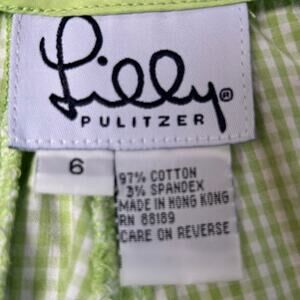 Lilly®
PULITZER
6
97% COTTON
3% SPANDEX
MADE IN HONG KONG
RN 88189
CARE ON REVERSE